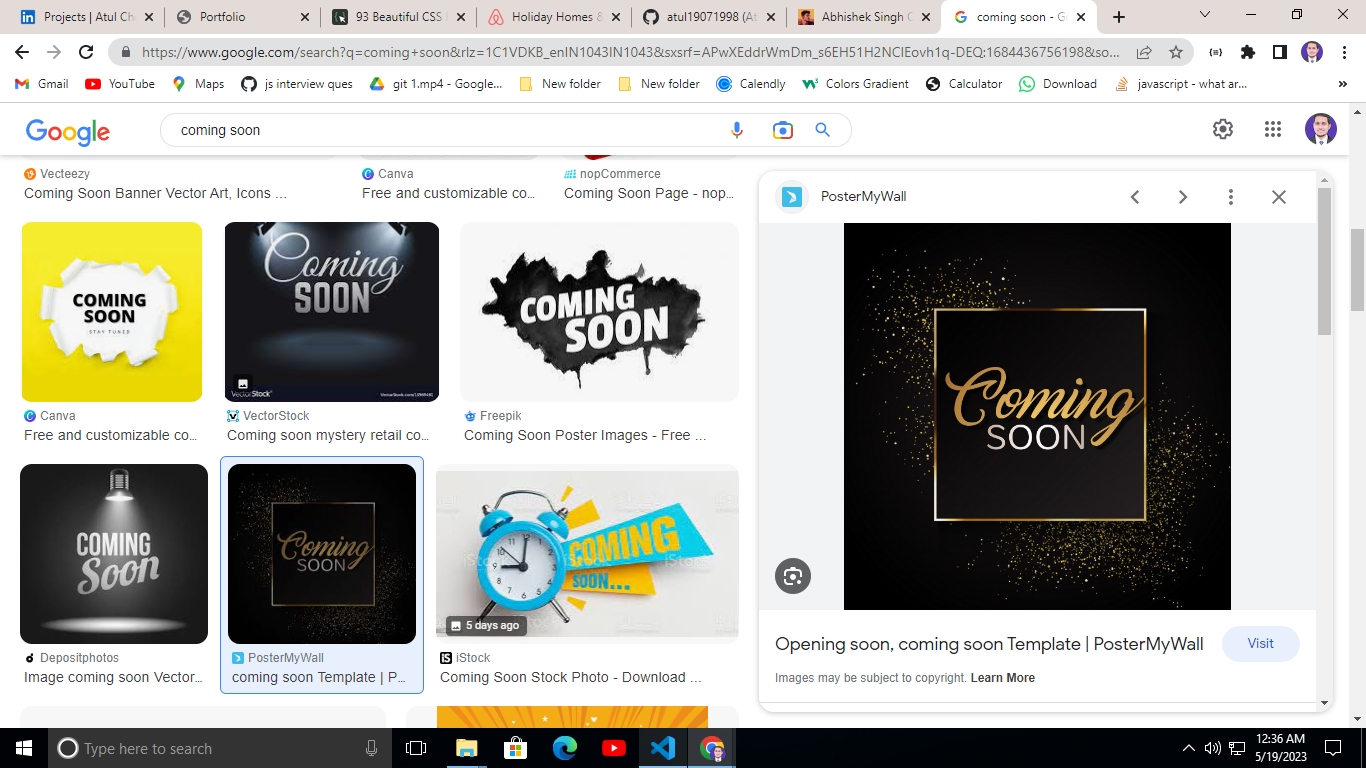 Projects | Atul Ch
Portfolio
93 Beautiful CSS
Holiday Homes &
atul19071998 (At
Abhishek Singh C
coming soon - Go
https://www.google.com/search?q=coming+soon&rlz=1C1VDKB_enIN1043IN1043&sxsrf=APwXEddrWmDm_s6EH51H2NClEovh1q-DEQ:1684436756198&so...
Gmail
YouTube
Maps
js interview ques
git 1.mp4 - Google...
New folder
New folder
Calendly
Colors Gradient
Calculator
Download
javascript - what ar...
Google
coming soon
Vecteezy
Coming Soon Banner Vector Art, Icons ...
Canva
Free and customizable co...
nopCommerce
Coming Soon Page - nop...
COMING
SOON
STAY TUNED
Canva
Free and customizable co...
Coming
SOON
VectorStock
VectorStock
Coming soon mystery retail co...
COMING
SOON
Freepik
Coming Soon Poster Images - Free ...
COMING
Soon
Depositphotos
Image coming soon Vector...
Coming
SOON
PosterMyWall
coming soon Template | P...
COMING
SOON...
iStock
5 days ago
iStock
Coming Soon Stock Photo - Download ...
PosterMyWall
Coming
SOON
Opening soon, coming soon Template | PosterMyWall
Visit
Images may be subject to copyright. Learn More
Type here to search
12:36 AM
5/19/2023